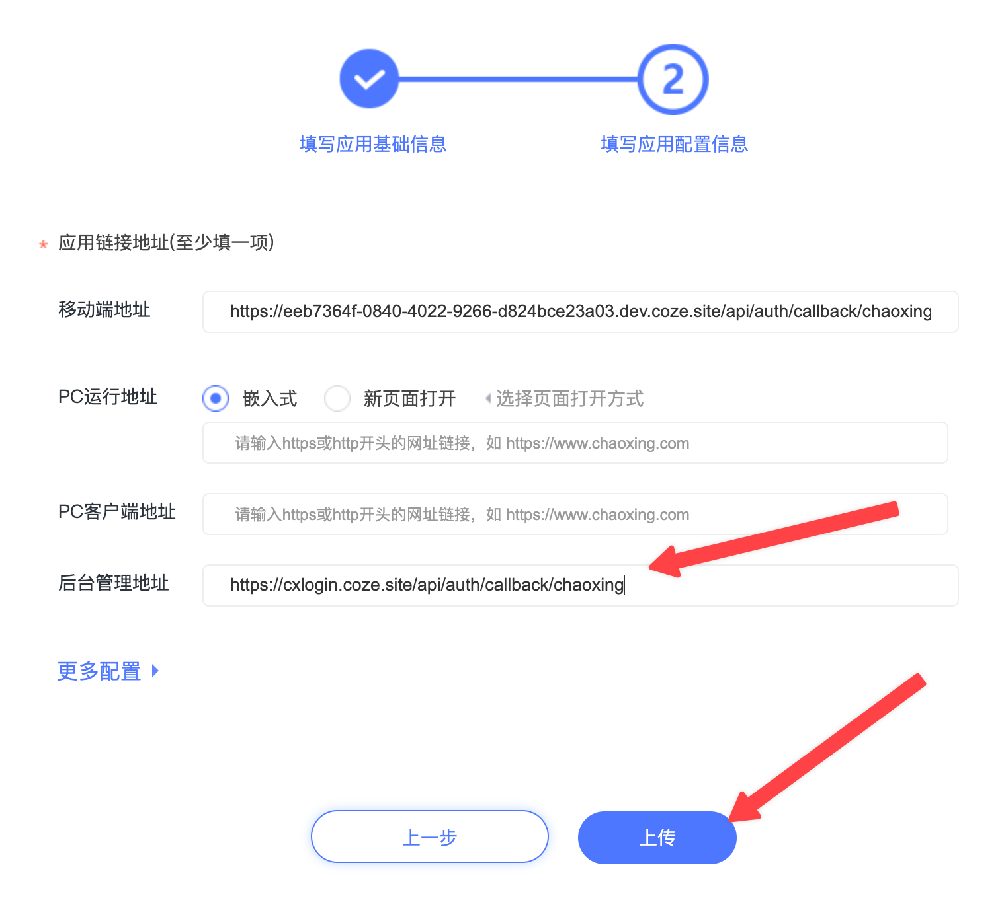 2
填写应用基础信息
填写应用配置信息
* 应用链接地址(至少填一项)
移动端地址
https://eeb7364f-0840-4022-9266-d824bce23a03.dev.coze.site/api/auth/callback/chaoxing
PC运行地址
嵌入式
新页面打开
选择页面打开方式
请输入https或http开头的网址链接，如 https://www.chaoxing.com
PC客户端地址
请输入https或http开头的网址链接，如 https://www.chaoxing.com
后台管理地址
https://cxlogin.coze.site/api/auth/callback/chaoxing
更多配置
上一步
上传